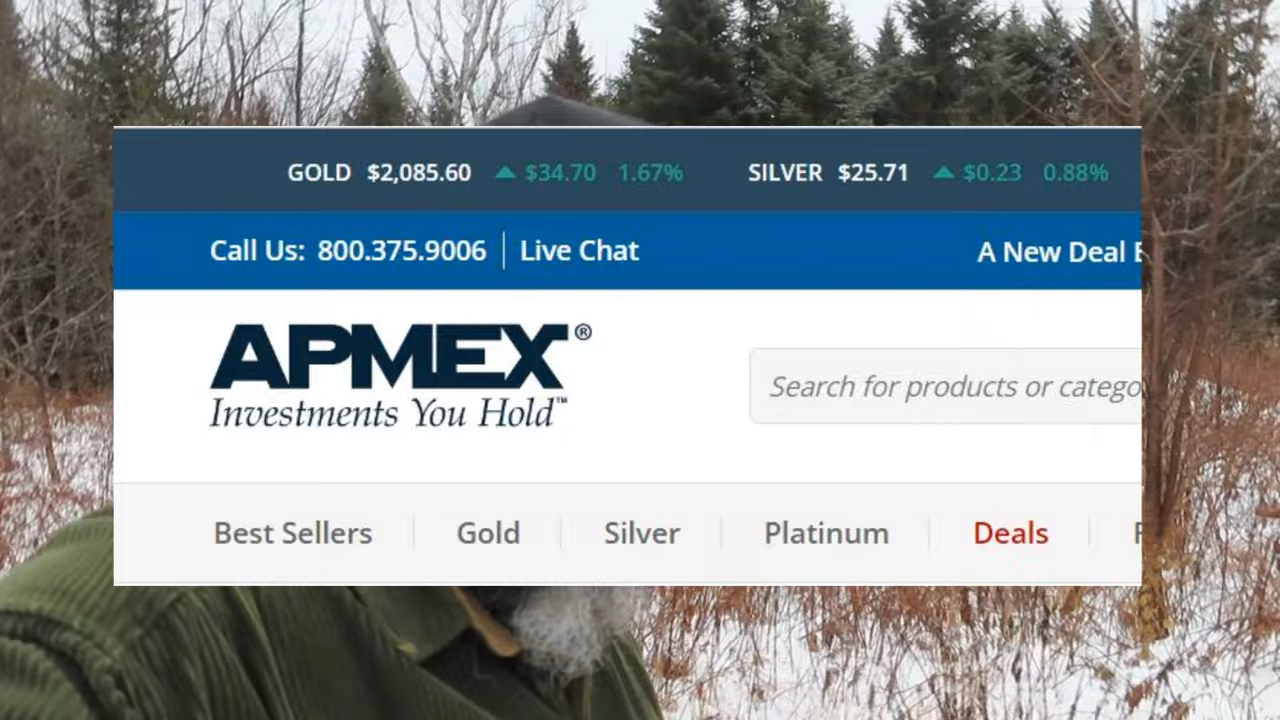 GOLD $2,085.60 ▲ $34.70 1.67% SILVER $25.71 ▲ $0.23 0.88%
Call Us: 800.375.9006 | Live Chat A New Deal
APMEX®
Investments You Hold™
Search for products or catego
Best Sellers Gold Silver Platinum Deals